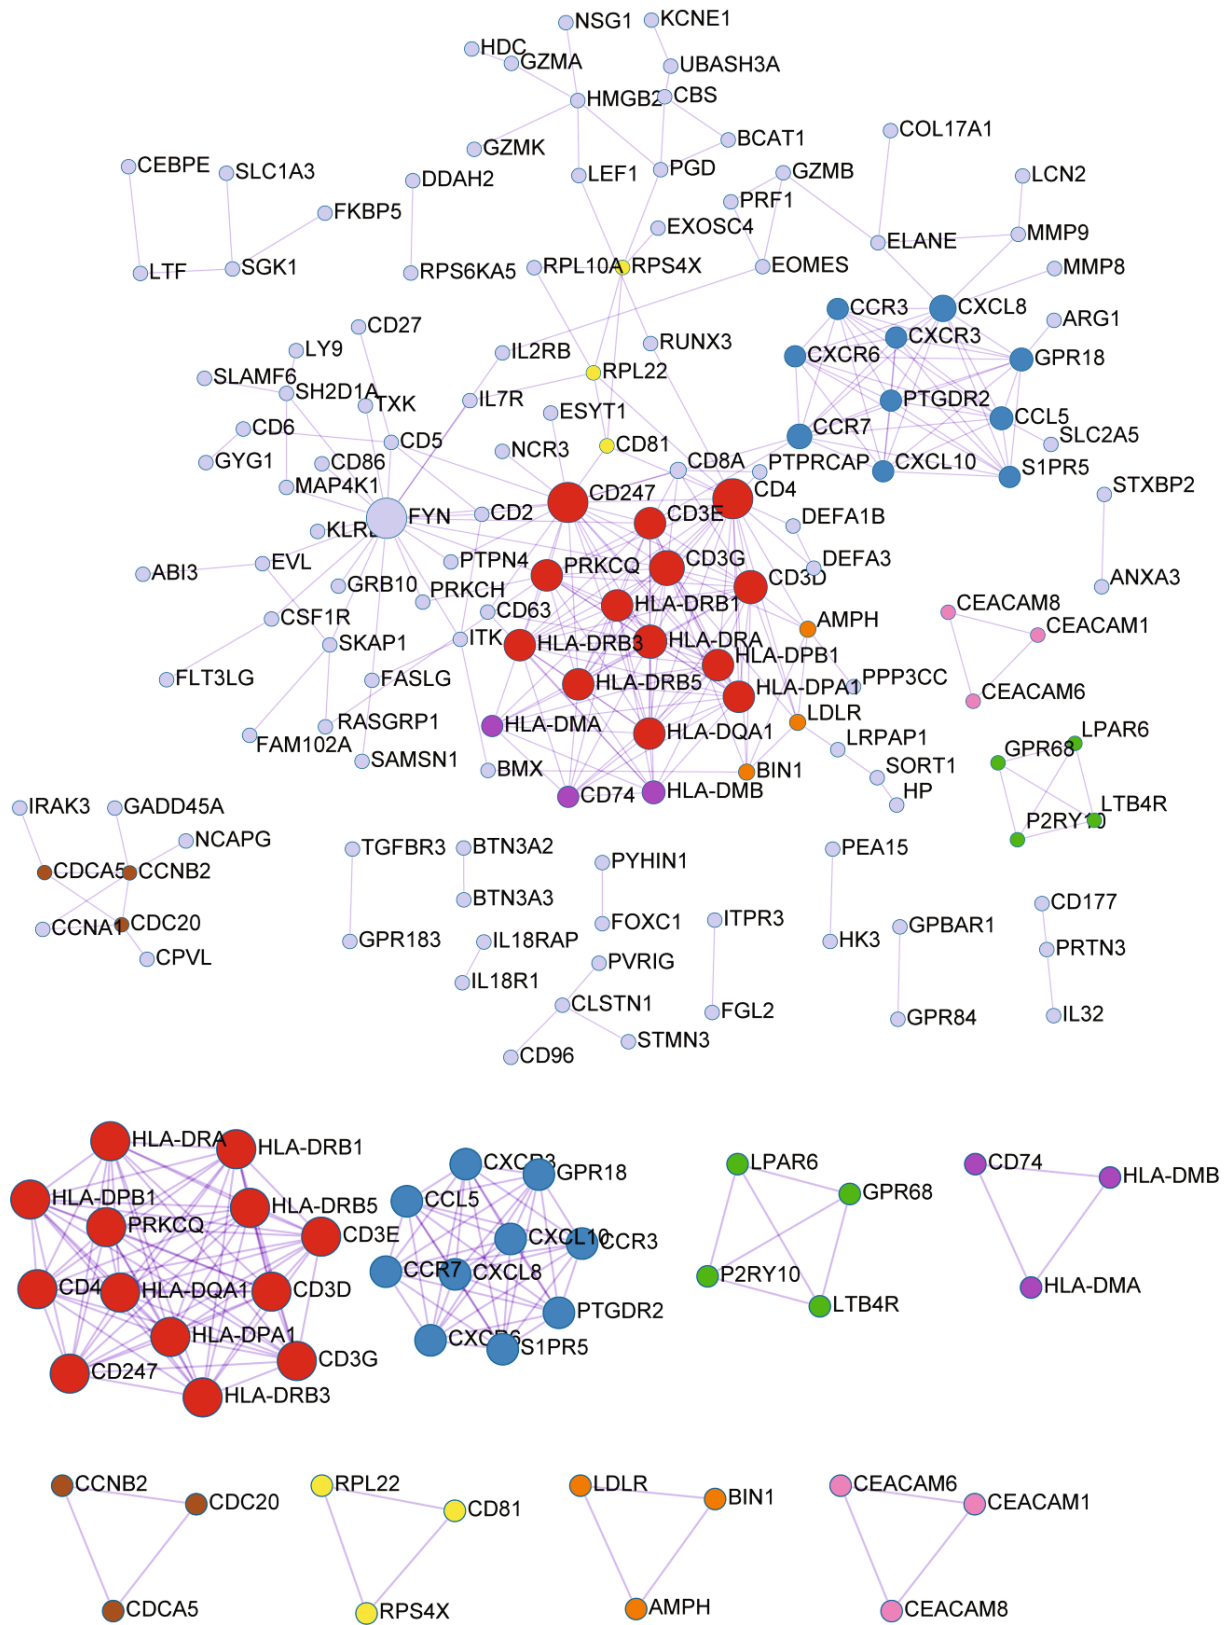 NSG1
KCNE1
HDC
GZMA
UBASH3A
HMGB2
CBS
BCAT1
GZMK
COL17A1
CEBPE
SLC1A3
DDAH2
LEF1
PGD
GZMB
LCN2
PRF1
FKBP5
EXOSC4
ELANE
MMP9
LTF
SGK1
RPS6KA5
RPL10A
RPS4X
EOMES
MMP8
CCR3
CXCL8
CD27
CXCR3
ARG1
LY9
IL2RB
RUNX3
CXCR6
GPR18
SLAMF6
SH2D1A
RPL22
TXK
IL7R
PTGDR2
ESYT1
CCL5
CD6
CD5
CD81
CCR7
SLC2A5
GYG1
CD86
NCR3
CD8A
PTPRCAP
CXCL10
S1PR5
MAP4K1
CD247
CD4
STXBP2
FYN
CD2
CD3E
DEFA1B
ABI3
EVL
PTPN4
PRKCQ
CD3G
CD3D
DEFA3
GRB10
PRKCH
ANXA3
CSF1R
CD63
HLA-DRB1
AMPH
CEACAM8
SKAP1
ITK
HLA-DRB3
HLA-DRA
HLA-DPB1
CEACAM1
FLT3LG
FASLG
HLA-DRB5
HLA-DPA1
PPP3CC
CEACAM6
RASGRP1
HLA-DMA
HLA-DQA1
LDLR
LPAR6
FAM102A
LRPAP1
GPR68
SAMSN1
BMX
BIN1
SORT1
CD74
HLA-DMB
HP
LTB4R
IRAK3
GADD45A
P2RY10
NCAPG
TGFBR3
BTN3A2
PYHIN1
PEA15
CDCA5
CCNB2
BTN3A3
CD177
CCNA1
CDC20
FOXC1
ITPR3
GPBAR1
GPR183
IL18RAP
HK3
PRTN3
CPVL
PVRIG
IL18R1
CLSTN1
FGL2
GPR84
IL32
STMN3
CD96
HLA-DRA
HLA-DRB1
CXCR3
GPR18
LPAR6
CD74
HLA-DMB
HLA-DPB1
HLA-DRB5
CCL5
GPR68
PRKCQ
CD3E
CXCL10
CCR3
CD4
HLA-DQA1
CD3D
CCR7
CXCL8
P2RY10
HLA-DMA
LTB4R
HLA-DPA1
PTGDR2
CD247
CD3G
CXCR6
S1PR5
HLA-DRB3
CCNB2
CDC20
RPL22
CD81
LDLR
BIN1
CEACAM6
CEACAM1
CDCA5
RPS4X
AMPH
CEACAM8